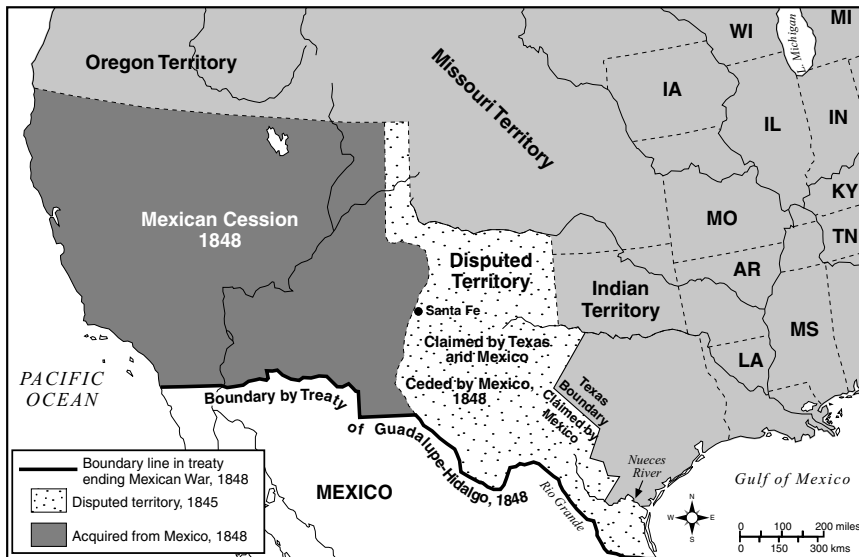 Oregon Territory
Missouri
Territory
WI
MI
L. Michigan
IA
IL
IN
KY
MO
TN
AR
MS
LA
Mexican Cession
1848
Disputed
Territory
Indian
Territory
Santa Fe
Claimed by Texas
and Mexico
Ceded by Mexico,
1848
Texas
Boundary
Claimed by
Mexico
PACIFIC
OCEAN
Boundary by Treaty
of Guadalupe-Hidalgo, 1848
MEXICO
Rio Grande
Nueces
River
Gulf of Mexico
Boundary line in treaty
ending Mexican War, 1848
Disputed territory, 1845
Acquired from Mexico, 1848
N
W E
S
0 100 200 miles
0 150 300 kms